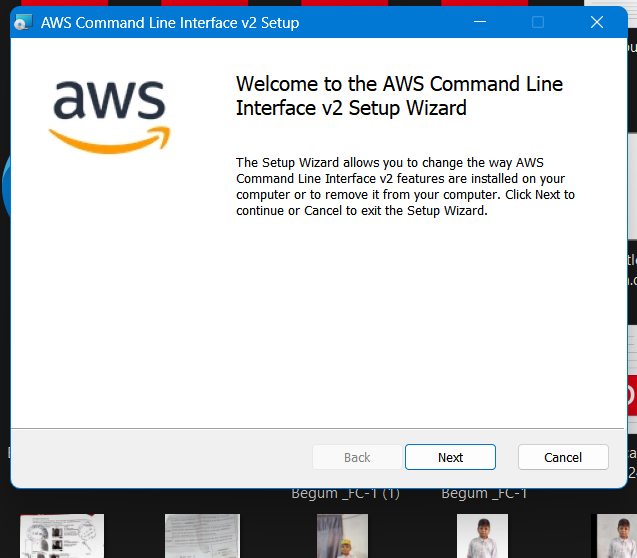 AWS Command Line Interface v2 Setup
aws
Welcome to the AWS Command Line
Interface v2 Setup Wizard
The Setup Wizard allows you to change the way AWS
Command Line Interface v2 features are installed on your
computer or to remove it from your computer. Click Next to
continue or Cancel to exit the Setup Wizard.
Back
Next
Cancel
Begum _FC-1 (1)
Begum _FC-1